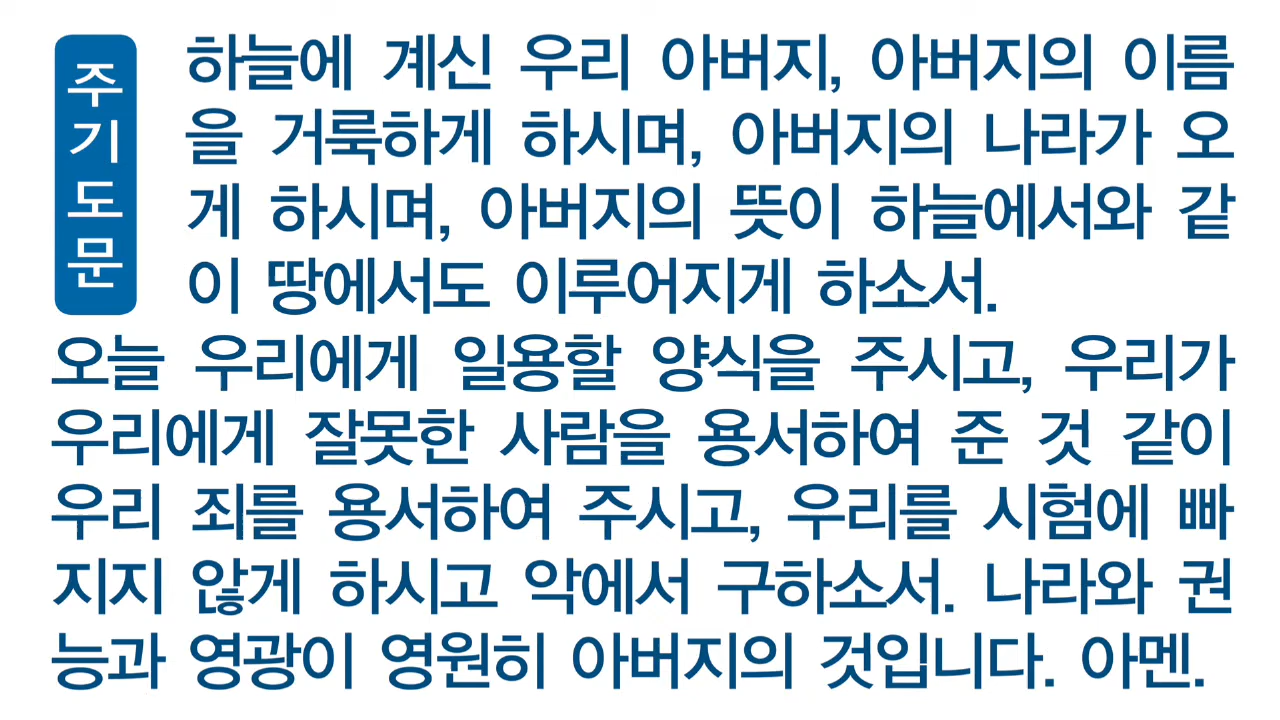 주기도문
하늘에 계신 우리 아버지, 아버지의 이름
을 거룩하게 하시며, 아버지의 나라가 오
게 하시며, 아버지의 뜻이 하늘에서와 같
이 땅에서도 이루어지게 하소서.
오늘 우리에게 일용할 양식을 주시고, 우리가
우리에게 잘못한 사람을 용서하여 준 것 같이
우리 죄를 용서하여 주시고, 우리를 시험에 빠
지지 않게 하시고 악에서 구하소서. 나라와 권
능과 영광이 영원히 아버지의 것입니다. 아멘.